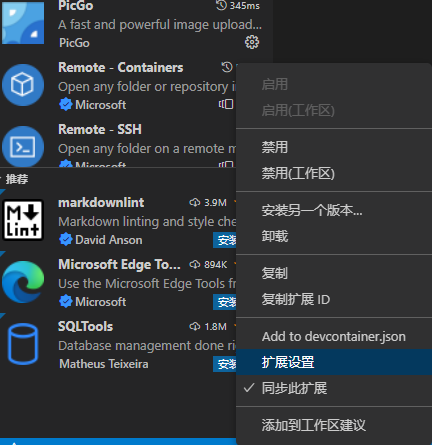 PicGo
345ms
A fast and powerful image upload...
PicGo
Remote - Containers
Open any folder or repository i
Microsoft
Remote - SSH
Open any folder on a remote m
Microsoft
推荐
markdownlint
3.9M
Markdown linting and style che
David Anson
安装
Microsoft Edge To...
894K
Use the Microsoft Edge Tools fr
Microsoft
安装
SQLTools
1.8M
Database management done ri
Matheus Teixeira
安装
启用
启用(工作区)
禁用
禁用(工作区)
安装另一个版本...
卸载
复制
复制扩展 ID
Add to devcontainer.json
扩展设置
同步此扩展
添加到工作区建议
M
Lint